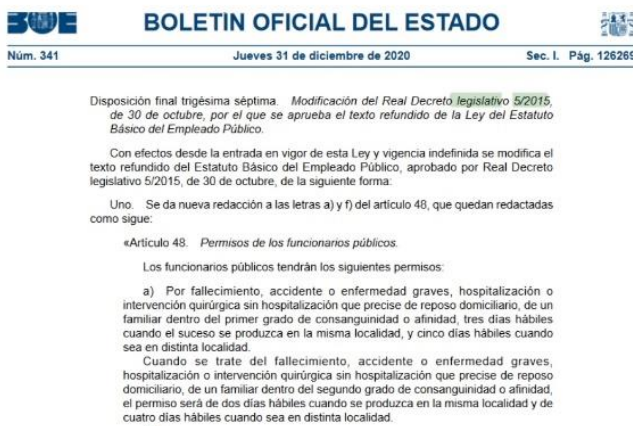 BOE
BOLETÍN OFICIAL DEL ESTADO
Núm. 341
Jueves 31 de diciembre de 2020
Sec. I. Pág. 126269
Disposición final trigésima séptima. Modificación del Real Decreto legislativo 5/2015,
de 30 de octubre, por el que se aprueba el texto refundido de la Ley del Estatuto
Básico del Empleado Público.
Con efectos desde la entrada en vigor de esta Ley y vigencia indefinida se modifica el
texto refundido del Estatuto Básico del Empleado Público, aprobado por Real Decreto
legislativo 5/2015, de 30 de octubre, de la siguiente forma:
Uno. Se da nueva redacción a las letras a) y f) del artículo 48, que quedan redactadas
como sigue:
«Artículo 48. Permisos de los funcionarios públicos.
Los funcionarios públicos tendrán los siguientes permisos:
a) Por fallecimiento, accidente o enfermedad graves, hospitalización o
intervención quirúrgica sin hospitalización que precise de reposo domiciliario, de un
familiar dentro del primer grado de consanguinidad o afinidad, tres días hábiles
cuando el suceso se produzca en la misma localidad, y cinco días hábiles cuando
sea en distinta localidad.
Cuando se trate del fallecimiento, accidente o enfermedad graves,
hospitalización o intervención quirúrgica sin hospitalización que precise de reposo
domiciliario, de un familiar dentro del segundo grado de consanguinidad o afinidad,
el permiso será de dos días hábiles cuando se produzca en la misma localidad y de
cuatro días hábiles cuando sea en distinta localidad.